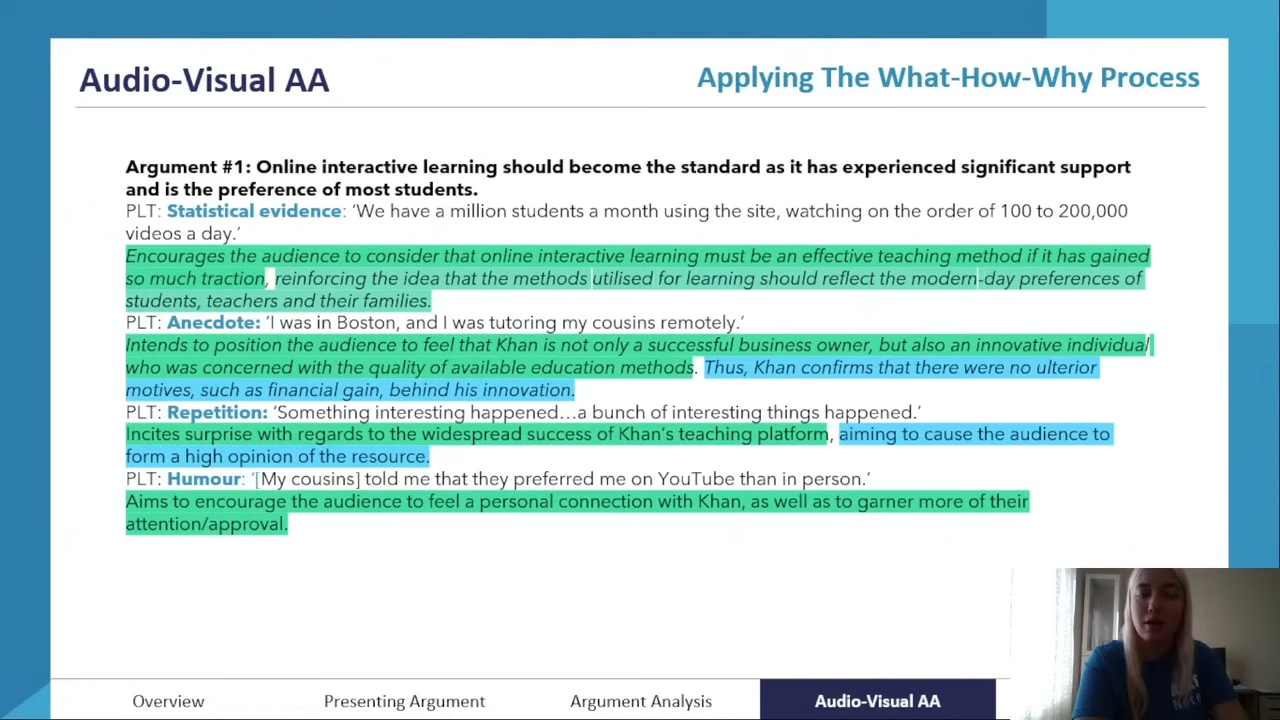 Audio-Visual AA
Applying The What-How-Why Process
Argument #1: Online interactive learning should become the standard as it has experienced significant support
and is the preference of most students.
PLT: Statistical evidence: ‘We have a million students a month using the site, watching on the order of 100 to 200,000
videos a day.’
Encourages the audience to consider that online interactive learning must be an effective teaching method if it has gained
so much traction, reinforcing the idea that the methods utilised for learning should reflect the modern-day preferences of
students, teachers and their families.
PLT: Anecdote: ‘I was in Boston, and I was tutoring my cousins remotely.’
Intends to position the audience to feel that Khan is not only a successful business owner, but also an innovative individual
who was concerned with the quality of available education methods. Thus, Khan confirms that there were no ulterior
motives, such as financial gain, behind his innovation.
PLT: Repetition: ‘Something interesting happened…a bunch of interesting things happened.’
Incites surprise with regards to the widespread success of Khan’s teaching platform, aiming to cause the audience to
form a high opinion of the resource.
PLT: Humour: ‘[My cousins] told me that they preferred me on YouTube than in person.’
Aims to encourage the audience to feel a personal connection with Khan, as well as to garner more of their
attention/approval.
Overview
Presenting Argument
Argument Analysis
Audio-Visual AA